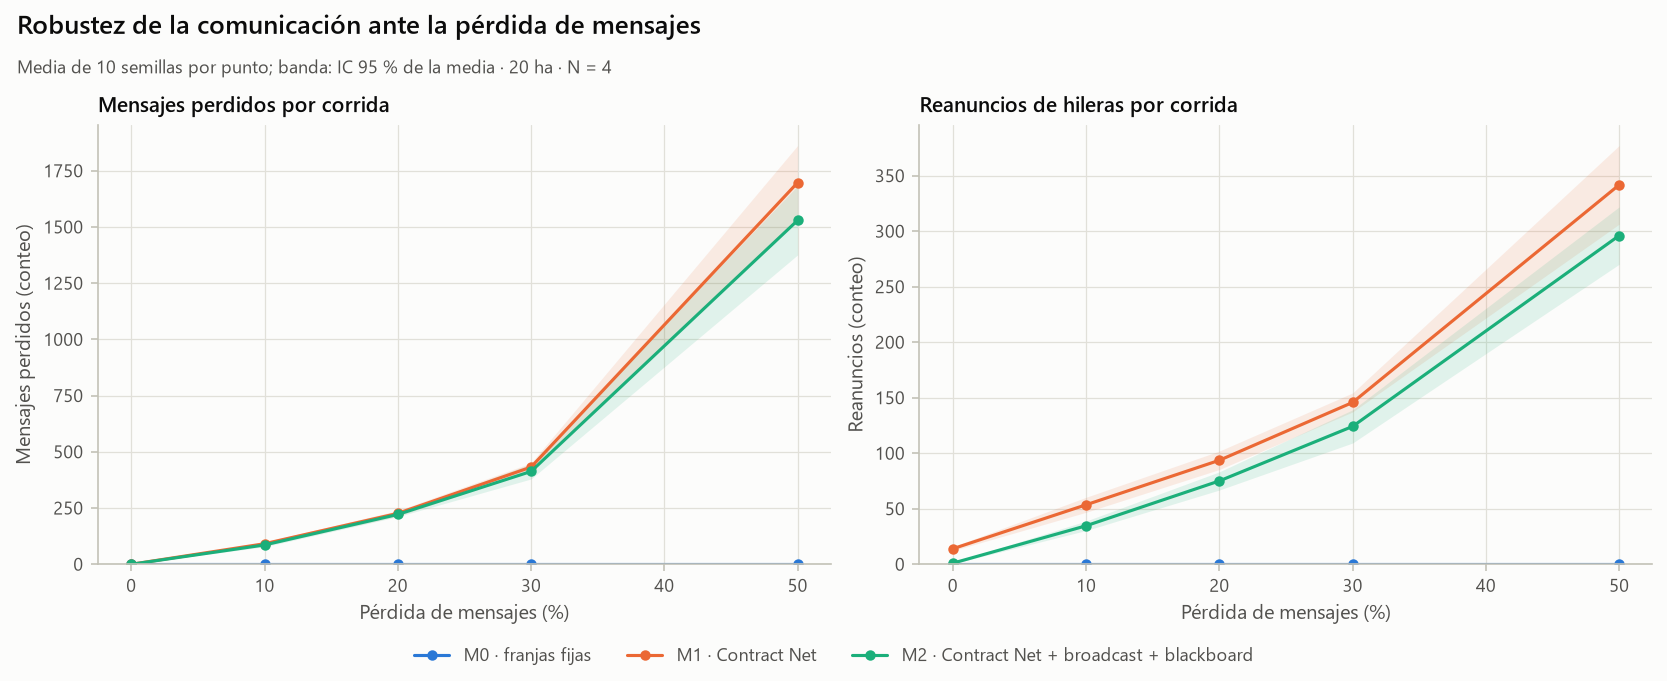 Robustez de la comunicación ante la pérdida de mensajes
Media de 10 semillas por punto; banda: IC 95 % de la media · 20 ha · N = 4
Mensajes perdidos por corrida
Mensajes perdidos (conteo)
1750
1500
1250
1000
750
500
250
0
0 10 20 30 40 50
Pérdida de mensajes (%)
Reanuncios de hileras por corrida
Reanuncios (conteo)
350
300
250
200
150
100
50
0
0 10 20 30 40 50
Pérdida de mensajes (%)
M0 · franjas fijas M1 · Contract Net M2 · Contract Net + broadcast + blackboard